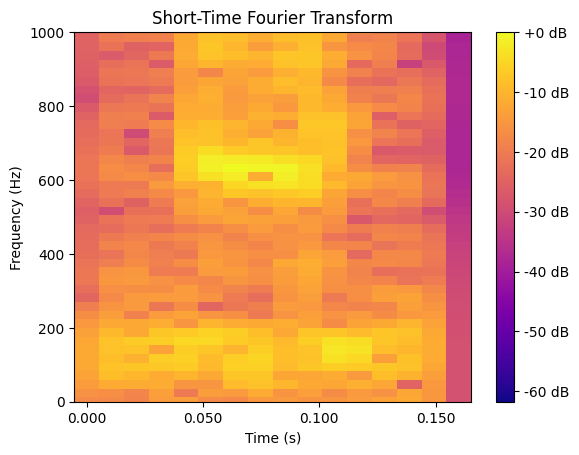 Short-Time Fourier Transform
1000
800
600
400
200
0
Frequency (Hz)
0.000
0.050
0.100
0.150
Time (s)
+0 dB
-10 dB
-20 dB
-30 dB
-40 dB
-50 dB
-60 dB